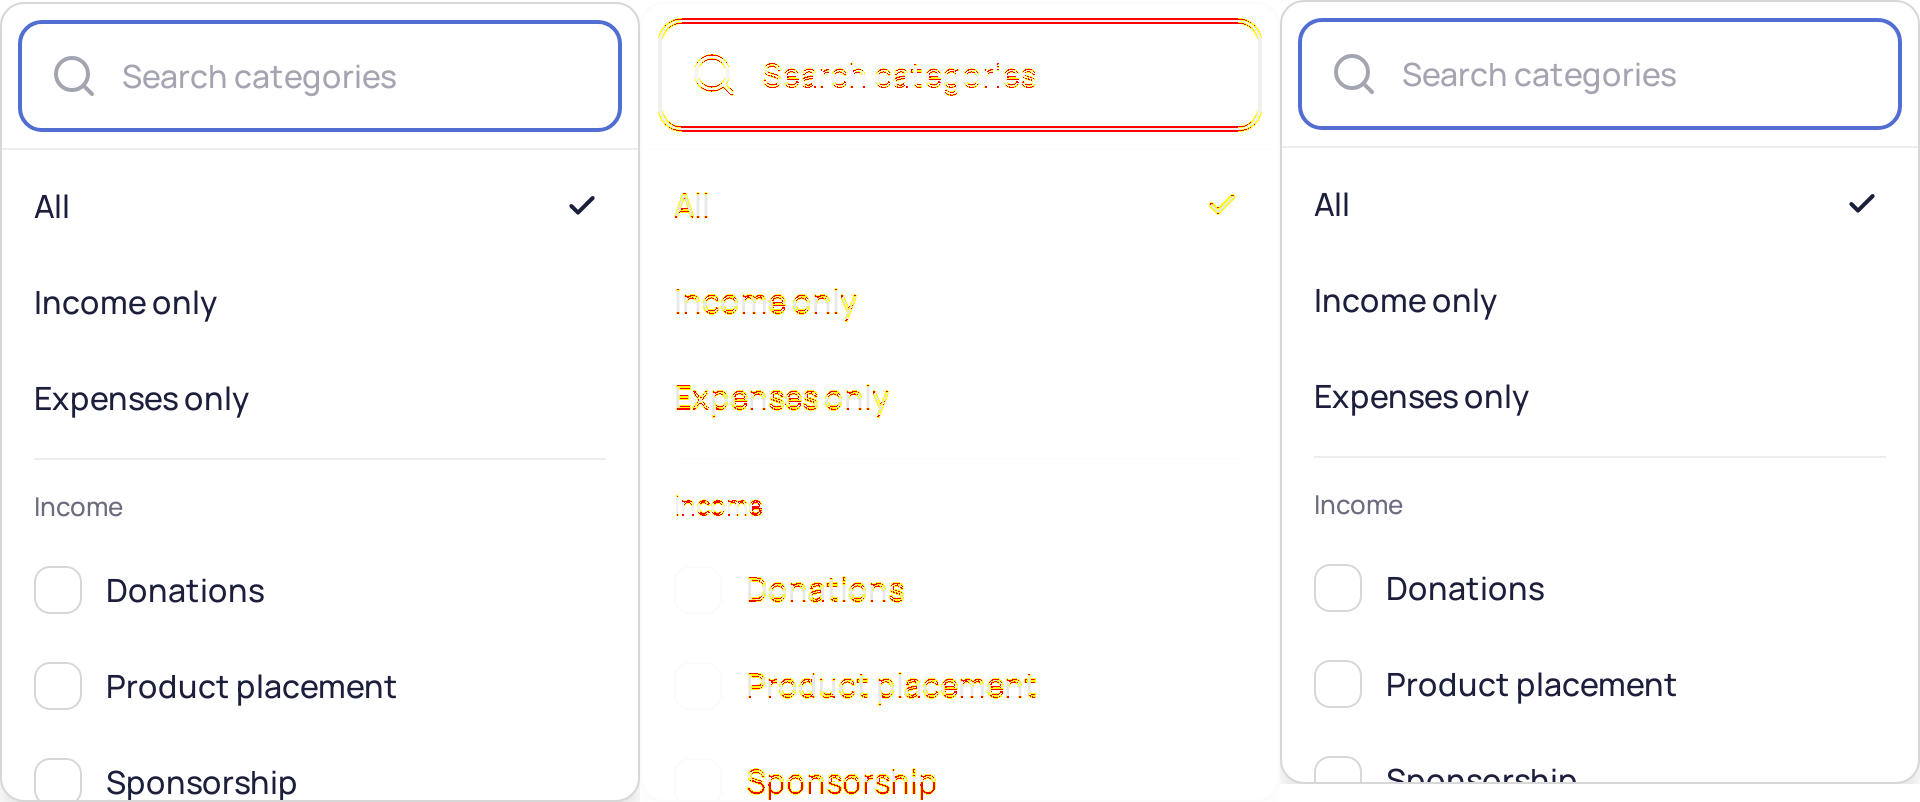 Search categories
All
Income only
Expenses only
Income
Donations
Product placement
Sponsorship
Search categories
All
Income only
Expenses only
Income
Donations
Product placement
Sponsorship
Search categories
All
Income only
Expenses only
Income
Donations
Product placement
Sponsorship